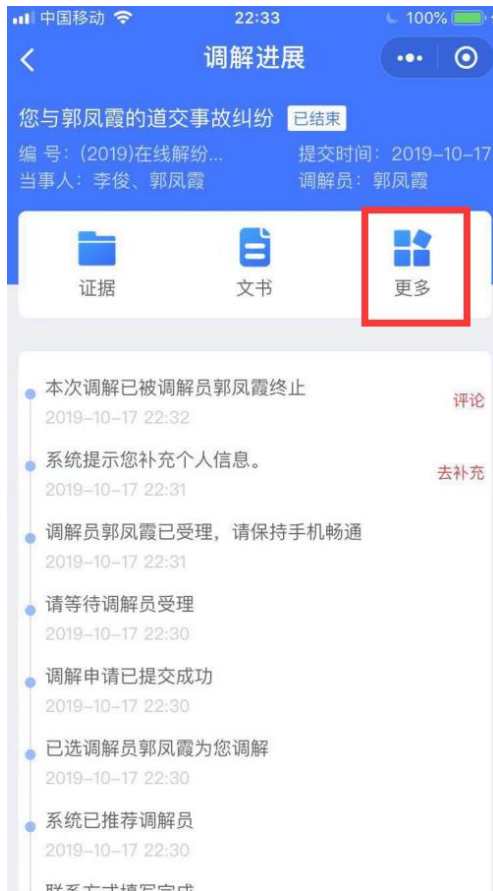 中国移动 22:33 100%
调解进展
您与郭凤霞的道交事故纠纷 已结束
编 号：(2019)在线解纷... 提交时间：2019-10-17
当事人：李俊、郭凤霞 调解员：郭凤霞
证据 文书 更多
本次调解已被调解员郭凤霞终止
评论
2019-10-17 22:32
系统提示您补充个人信息。
去补充
2019-10-17 22:31
调解员郭凤霞已受理，请保持手机畅通
2019-10-17 22:31
请等待调解员受理
2019-10-17 22:30
调解申请已提交成功
2019-10-17 22:30
已选调解员郭凤霞为您调解
2019-10-17 22:30
系统已推荐调解员
2019-10-17 22:30
联系方式填写完成